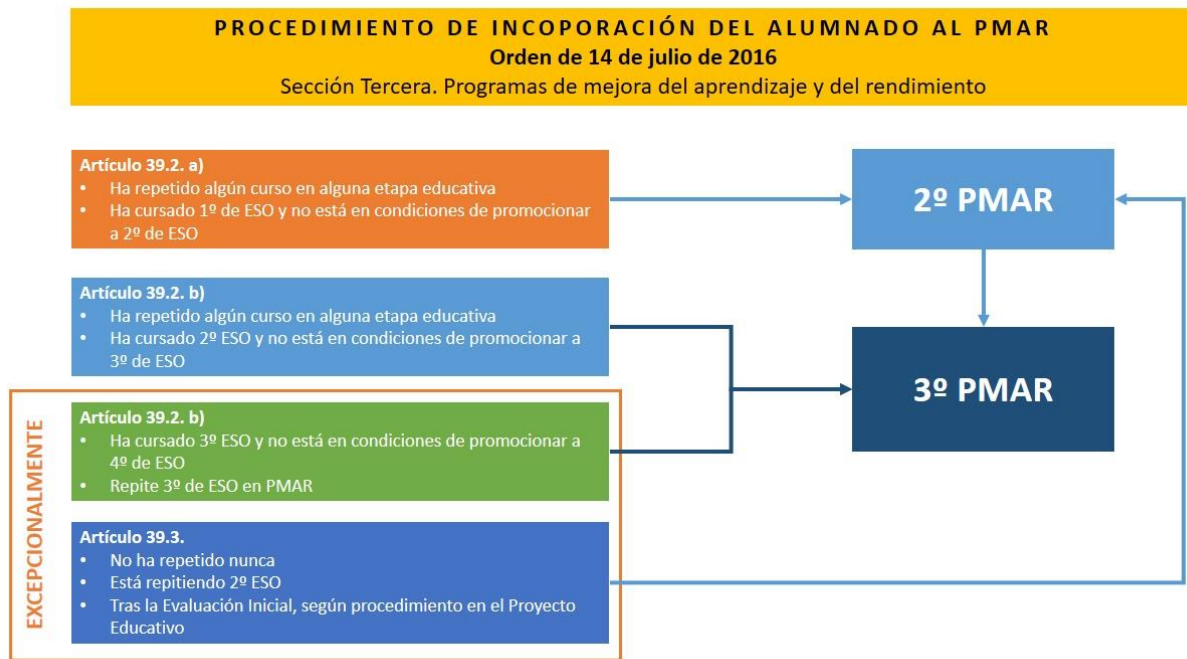 PROCEDIMIENTO DE INCOPORACIÓN DEL ALUMNADO AL PMAR
Orden de 14 de julio de 2016
Sección Tercera. Programas de mejora del aprendizaje y del rendimiento
Artículo 39.2. a)
• Ha repetido algún curso en alguna etapa educativa
• Ha cursado 1º de ESO y no está en condiciones de promocionar
a 2º de ESO
2º PMAR
Artículo 39.2. b)
• Ha repetido algún curso en alguna etapa educativa
• Ha cursado 2º ESO y no está en condiciones de promocionar a
3º de ESO
3º PMAR
EXCEPCIONALMENTE
Artículo 39.2. b)
• Ha cursado 3º ESO y no está en condiciones de promocionar a
4º de ESO
• Repite 3º de ESO en PMAR
Artículo 39.3.
• No ha repetido nunca
• Está repitiendo 2º ESO
• Tras la Evaluación Inicial, según procedimiento en el Proyecto
Educativo